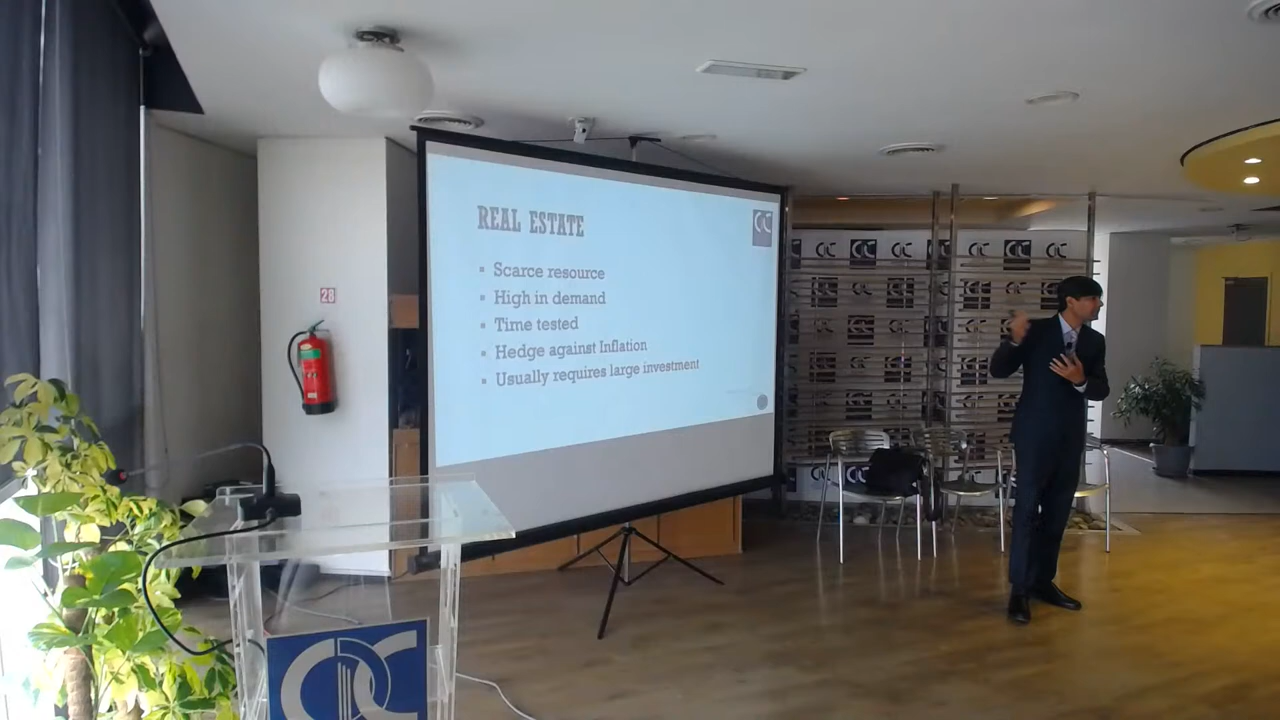 REAL ESTATE
▪ Scarce resource
▪ High in demand
▪ Time tested
▪ Hedge against Inflation
▪ Usually requires large investment
28